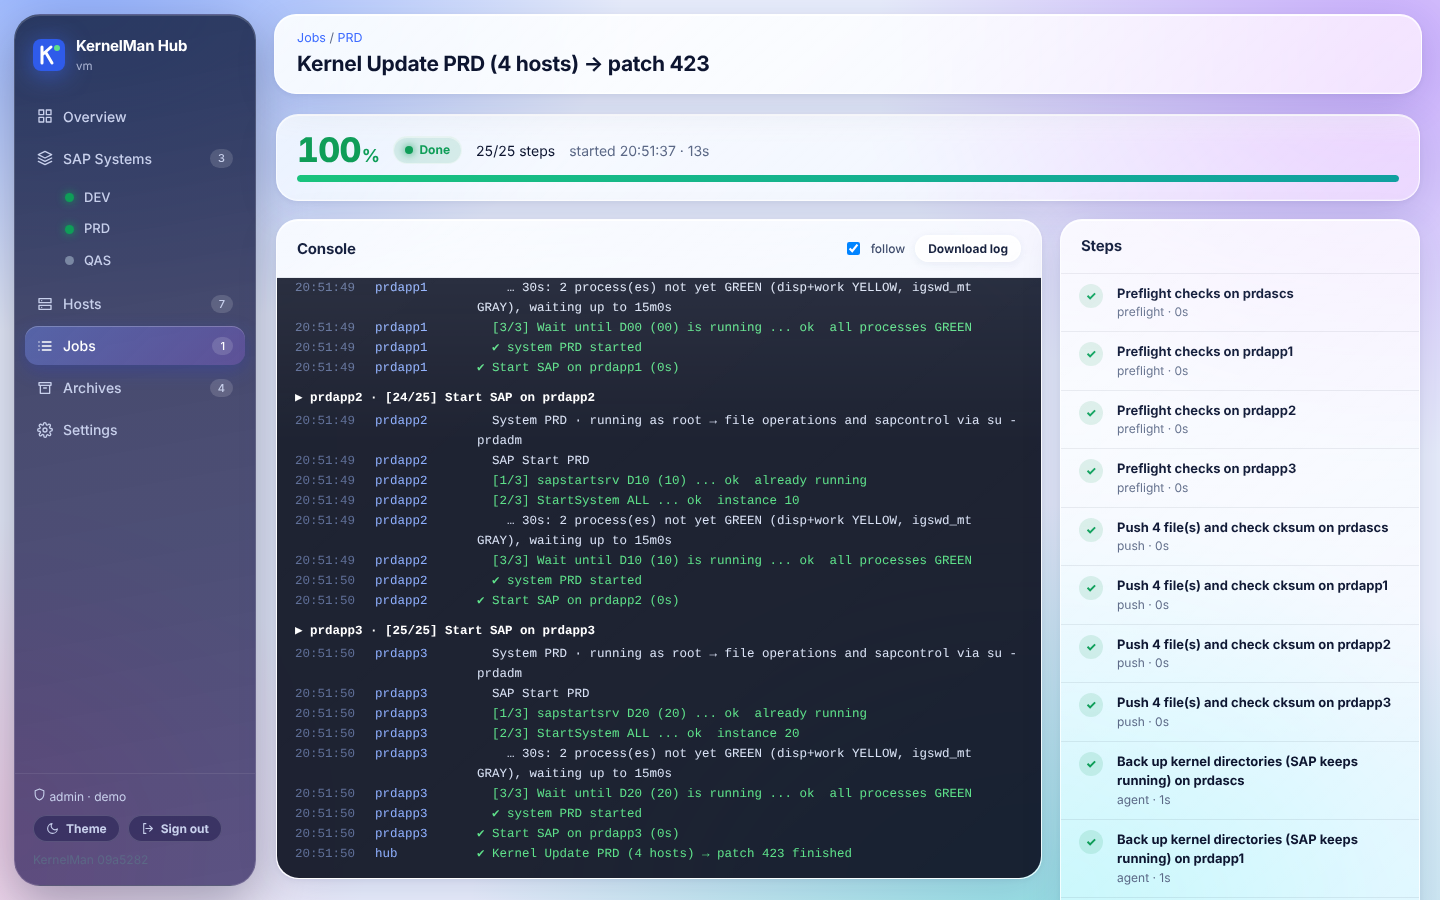 KernelMan Hub
vm
Overview
SAP Systems 3
DEV
PRD
QAS
Hosts 7
Jobs 1
Archives 4
Settings
admin · demo
Theme
Sign out
KernelMan 09a5282
Jobs / PRD
Kernel Update PRD (4 hosts) → patch 423
100% Done 25/25 steps started 20:51:37 · 13s
Console
follow
Download log
20:51:49 prdapp1 … 30s: 2 process(es) not yet GREEN (disp+work YELLOW, igswd_mt
GRAY), waiting up to 15m0s
20:51:49 prdapp1 [3/3] Wait until D00 (00) is running ... ok all processes GREEN
20:51:49 prdapp1 ✔ system PRD started
20:51:49 prdapp1 ✔ Start SAP on prdapp1 (0s)
▶ prdapp2 · [24/25] Start SAP on prdapp2
20:51:49 prdapp2 System PRD · running as root → file operations and sapcontrol via su -
prdadm
20:51:49 prdapp2 SAP Start PRD
20:51:49 prdapp2 [1/3] sapstartsrv D10 (10) ... ok already running
20:51:49 prdapp2 [2/3] StartSystem ALL ... ok instance 10
20:51:49 prdapp2 … 30s: 2 process(es) not yet GREEN (disp+work YELLOW, igswd_mt
GRAY), waiting up to 15m0s
20:51:49 prdapp2 [3/3] Wait until D10 (10) is running ... ok all processes GREEN
20:51:50 prdapp2 ✔ system PRD started
20:51:50 prdapp2 ✔ Start SAP on prdapp2 (0s)
▶ prdapp3 · [25/25] Start SAP on prdapp3
20:51:50 prdapp3 System PRD · running as root → file operations and sapcontrol via su -
prdadm
20:51:50 prdapp3 SAP Start PRD
20:51:50 prdapp3 [1/3] sapstartsrv D20 (20) ... ok already running
20:51:50 prdapp3 [2/3] StartSystem ALL ... ok instance 20
20:51:50 prdapp3 … 30s: 2 process(es) not yet GREEN (disp+work YELLOW, igswd_mt
GRAY), waiting up to 15m0s
20:51:50 prdapp3 [3/3] Wait until D20 (20) is running ... ok all processes GREEN
20:51:50 prdapp3 ✔ system PRD started
20:51:50 prdapp3 ✔ Start SAP on prdapp3 (0s)
20:51:50 hub ✔ Kernel Update PRD (4 hosts) → patch 423 finished
Steps
Preflight checks on prdascs
preflight · 0s
Preflight checks on prdapp1
preflight · 0s
Preflight checks on prdapp2
preflight · 0s
Preflight checks on prdapp3
preflight · 0s
Push 4 file(s) and check cksum on prdascs
push · 0s
Push 4 file(s) and check cksum on prdapp1
push · 0s
Push 4 file(s) and check cksum on prdapp2
push · 0s
Push 4 file(s) and check cksum on prdapp3
push · 0s
Back up kernel directories (SAP keeps
running) on prdascs
agent · 1s
Back up kernel directories (SAP keeps
running) on prdapp1
agent · 1s